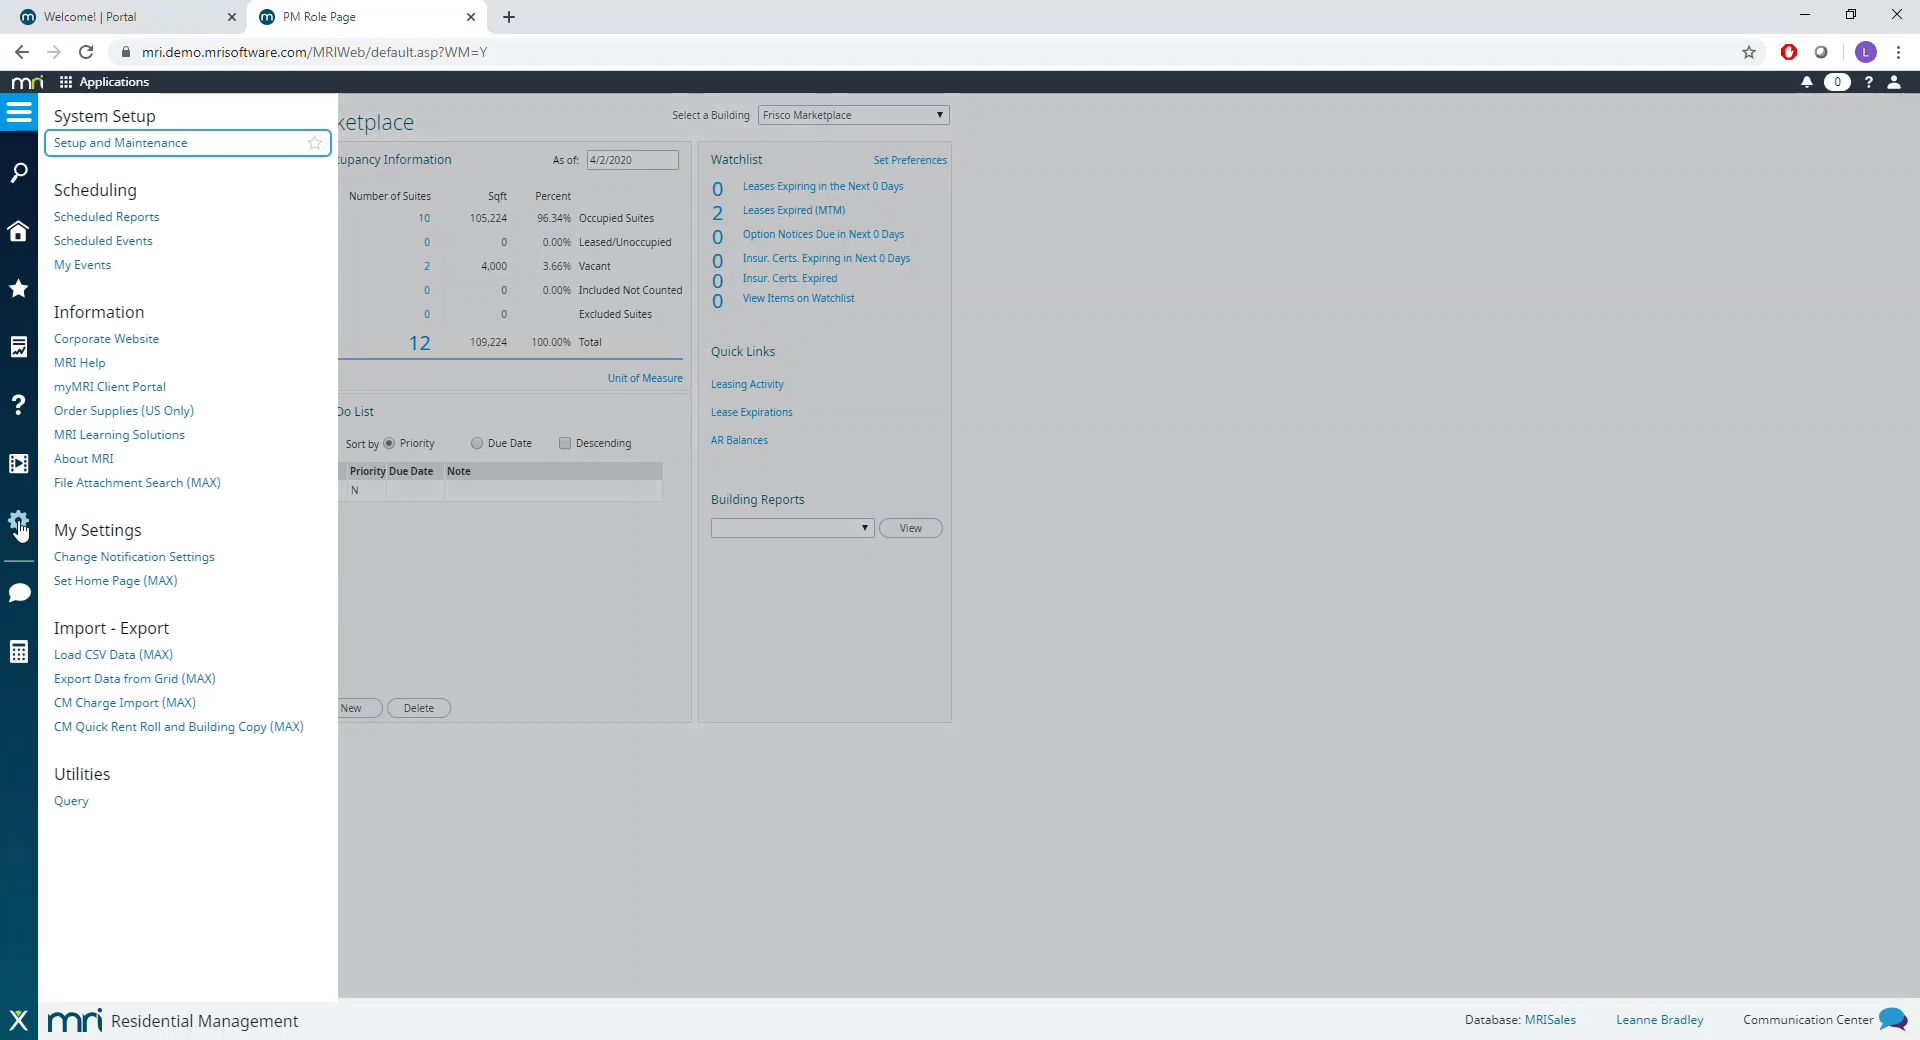 Welcome! | Portal
PM Role Page
mri.demo.mrisoftware.com/MRIWeb/default.asp?WM=Y
L
mri Applications
0 ?
System Setup
Setup and Maintenance
Scheduling
Scheduled Reports
Scheduled Events
My Events
Information
Corporate Website
MRI Help
myMRI Client Portal
Order Supplies (US Only)
MRI Learning Solutions
About MRI
File Attachment Search (MAX)
My Settings
Change Notification Settings
Set Home Page (MAX)
Import - Export
Load CSV Data (MAX)
Export Data from Grid (MAX)
CM Charge Import (MAX)
CM Quick Rent Roll and Building Copy (MAX)
Utilities
Query
ketplace
Select a Building Frisco Marketplace
cupancy Information As of: 4/2/2020
Number of Suites Sqft Percent
10 105,224 96.34% Occupied Suites
0 0 0.00% Leased/Unoccupied
2 4,000 3.66% Vacant
0 0 0.00% Included Not Counted
0 0 Excluded Suites
12 109,224 100.00% Total
Unit of Measure
Do List
Sort by Priority Due Date Descending
Priority Due Date Note
N
New Delete
Watchlist Set Preferences
0 Leases Expiring in the Next 0 Days
2 Leases Expired (MTM)
0 Option Notices Due in Next 0 Days
0 Insur. Certs. Expiring in Next 0 Days
0 Insur. Certs. Expired
0 View Items on Watchlist
Quick Links
Leasing Activity
Lease Expirations
AR Balances
Building Reports
View
mri Residential Management
Database: MRISales Leanne Bradley Communication Center